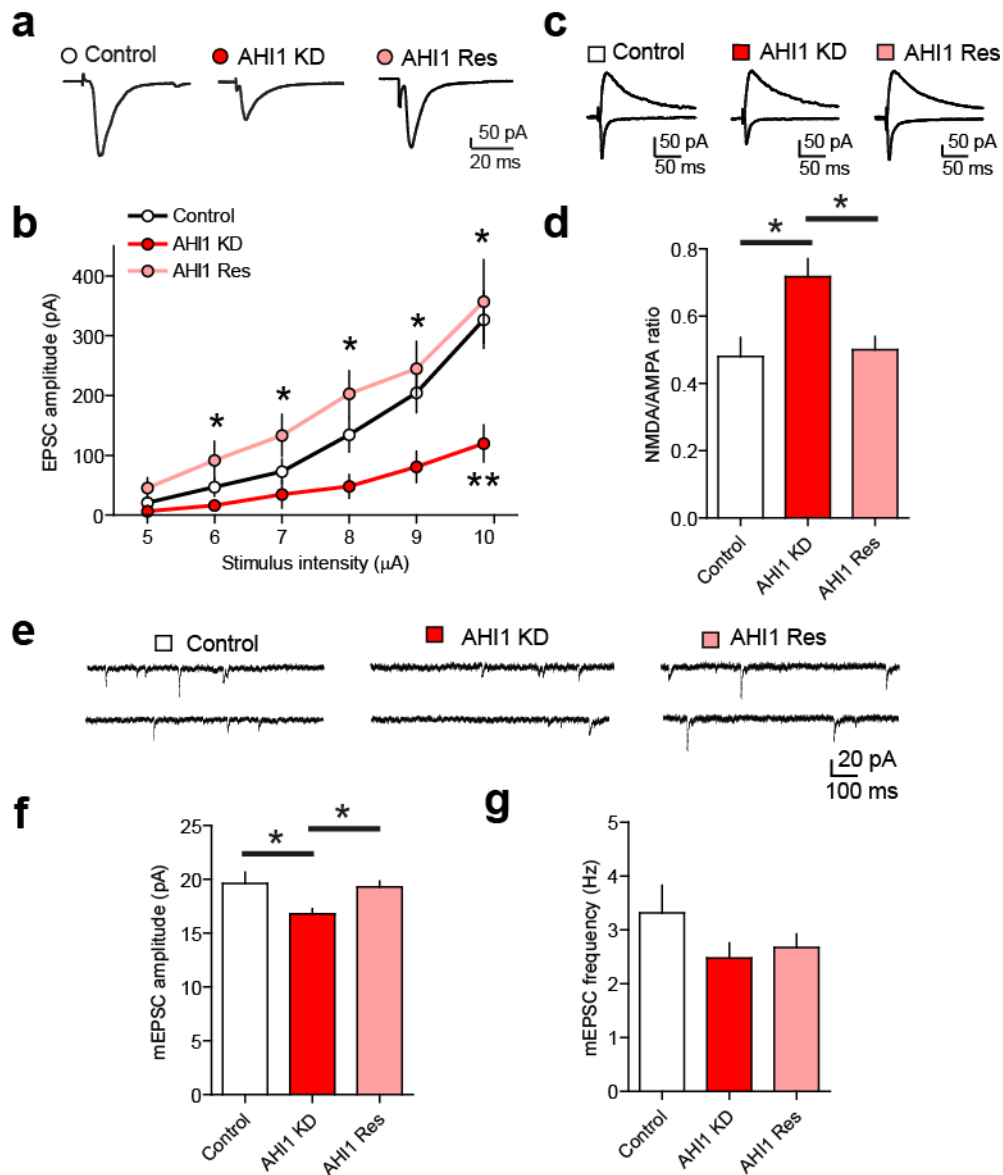 a
Control
AHI1 KD
AHI1 Res
50 pA
20 ms
c
Control
AHI1 KD
AHI1 Res
50 pA
50 ms
50 pA
50 ms
50 pA
50 ms
b
Control
AHI1 KD
AHI1 Res
EPSC amplitude (pA)
400
300
200
100
0
*
*
*
*
*
**
5 6 7 8 9 10
Stimulus intensity (μA)
d
NMDA/AMPA ratio
0.8
0.6
0.4
0.2
0.0
*
*
Control
AHI1 KD
AHI1 Res
e
Control
AHI1 KD
AHI1 Res
20 pA
100 ms
f
mEPSC amplitude (pA)
25
20
15
10
5
0
*
*
Control
AHI1 KD
AHI1 Res
g
mEPSC frequency (Hz)
5
4
3
2
1
0
Control
AHI1 KD
AHI1 Res